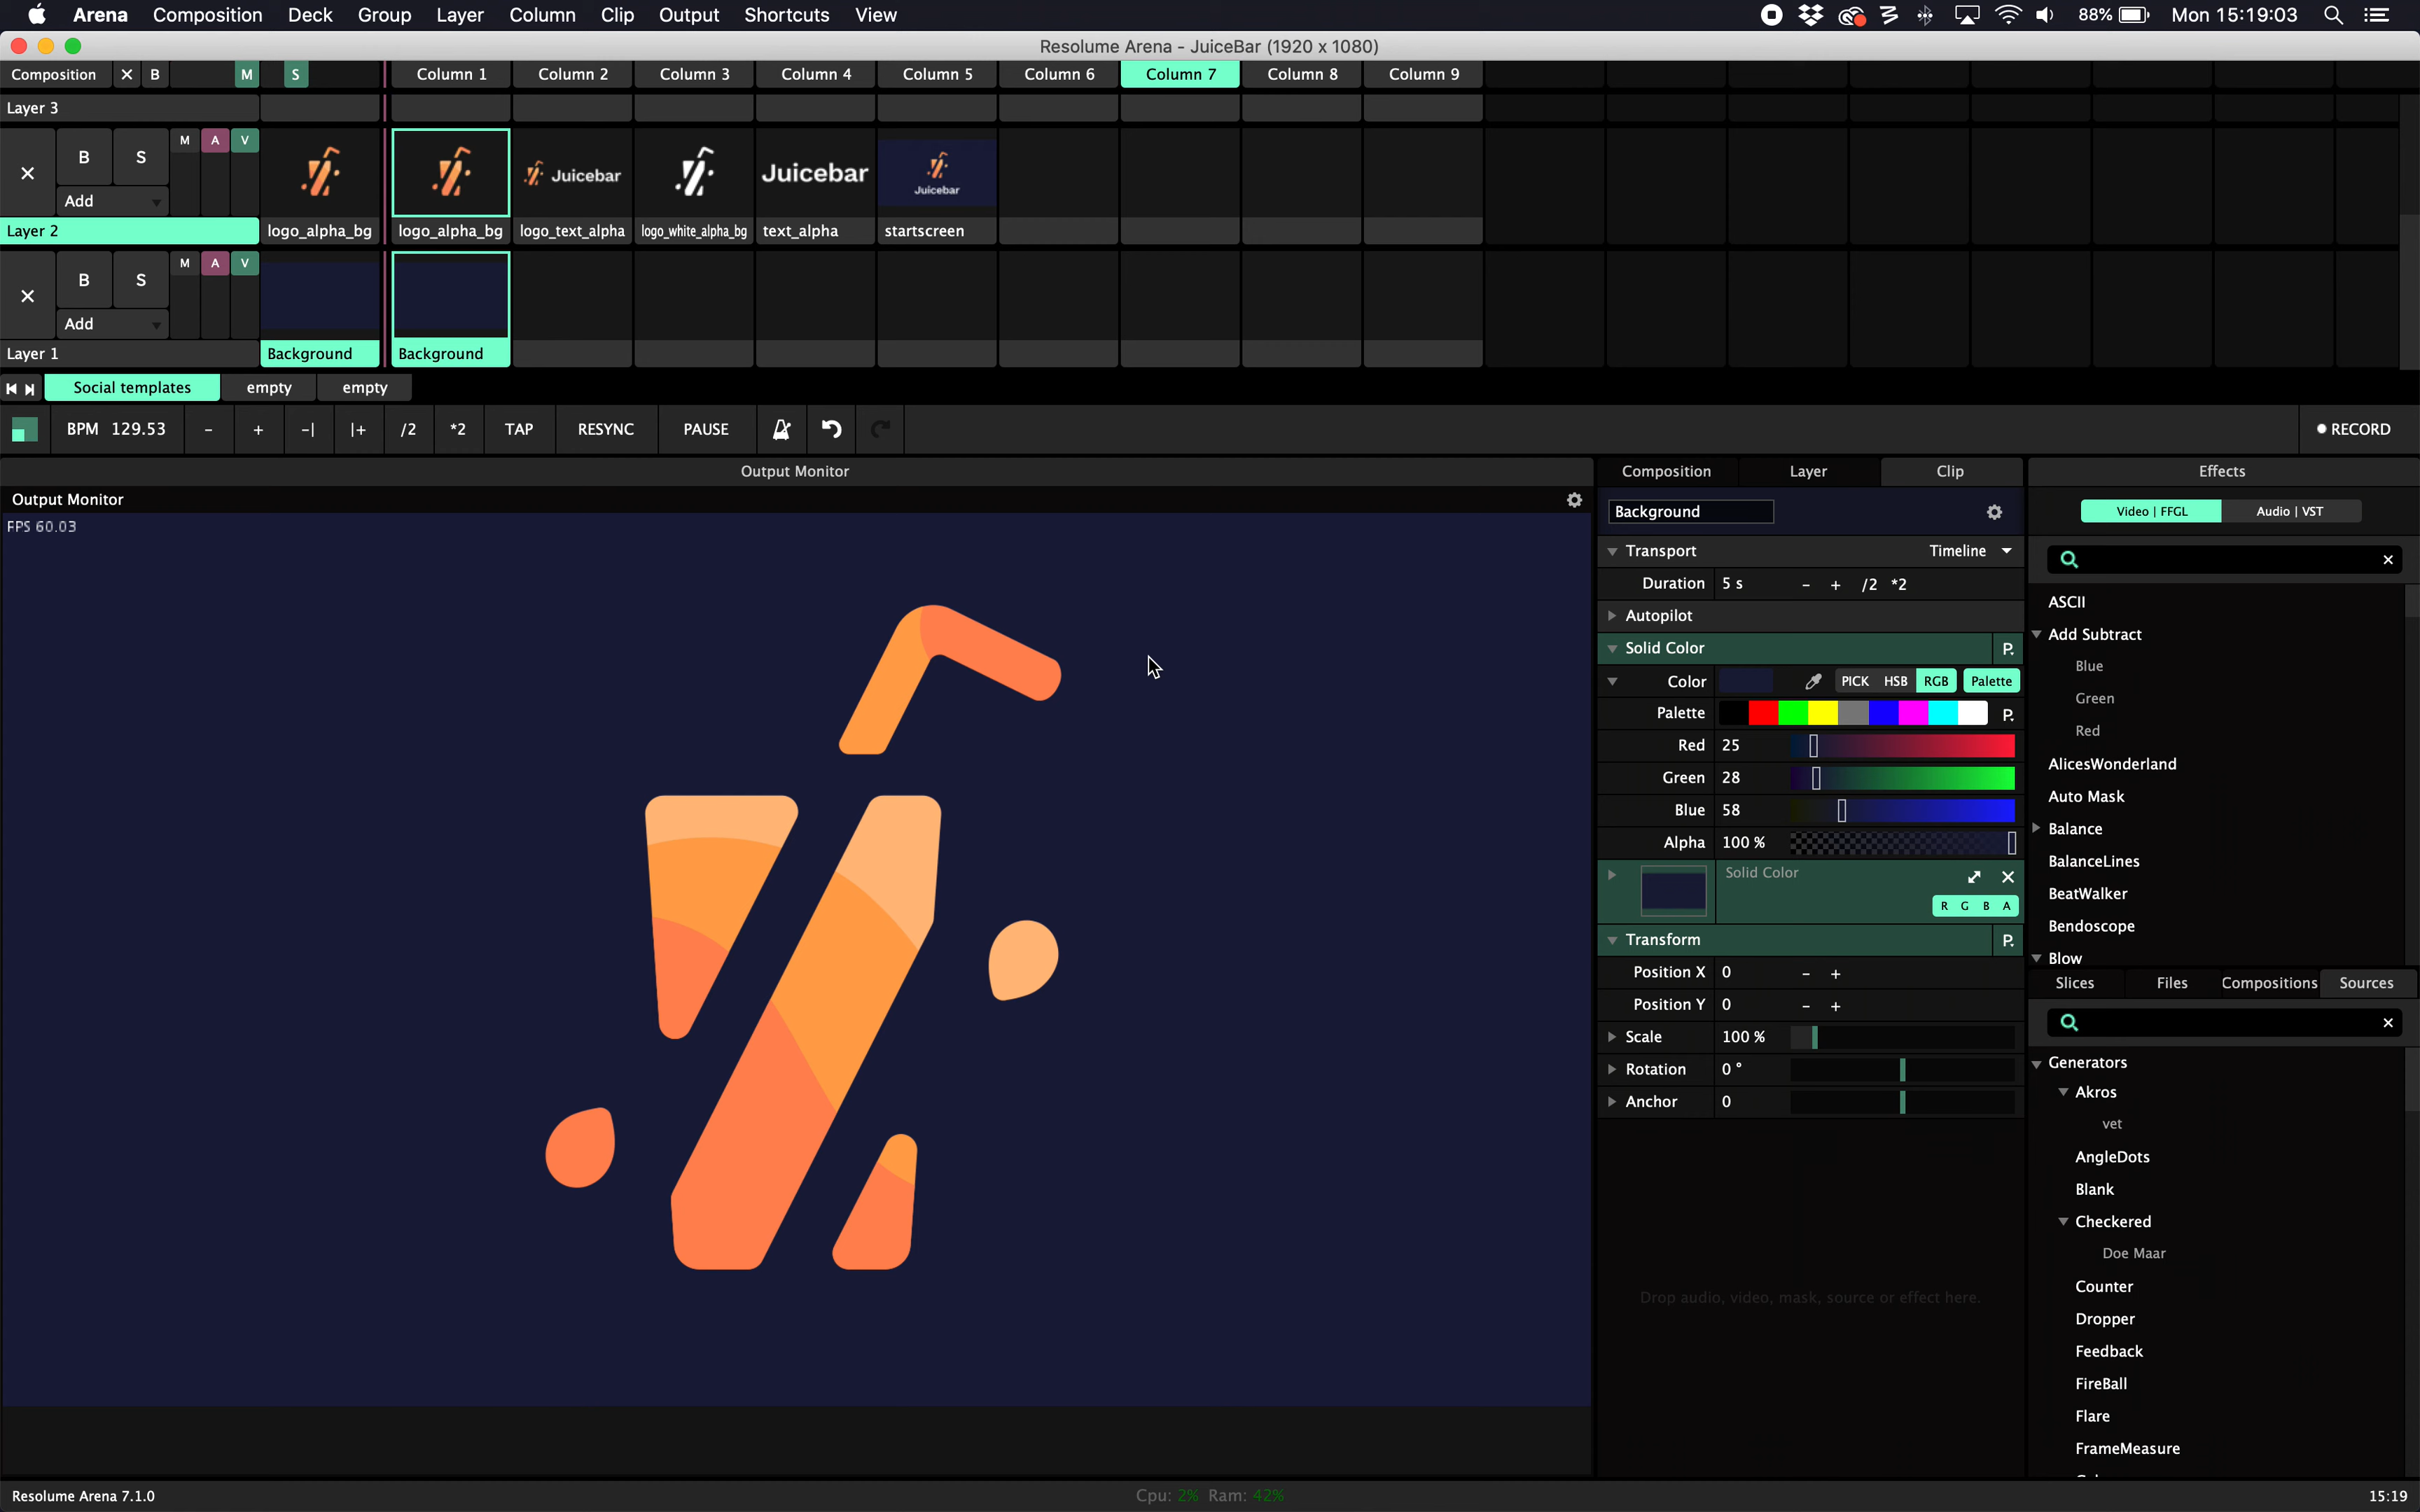 Arena Composition Deck Group Layer Column Clip Output Shortcuts View 88% Mon 15:19:03
Resolume Arena - JuiceBar (1920 x 1080)
Composition B M S Column 1 Column 2 Column 3 Column 4 Column 5 Column 6 Column 7 Column 8 Column 9
Layer 3
B S M A V
Juicebar Juicebar Juicebar
Add
Layer 2 logo_alpha_bg logo_alpha_bg logo_text_alpha logo_white_alpha_bg text_alpha startscreen
B S M A V
Add
Layer 1 Background Background
Social templates empty empty
BPM 129.53 - + -| |+ /2 *2 TAP RESYNC PAUSE RECORD
Output Monitor
Output Monitor
FPS 60.03
Composition Layer Clip
Background
Transport Timeline
Duration 5 s - + /2 *2
Autopilot
Solid Color P.
Color PICK HSB RGB Palette
Palette P.
Red 25
Green 28
Blue 58
Alpha 100 %
Solid Color
R G B A
Transform P.
Position X 0 - +
Position Y 0 - +
Scale 100 %
Rotation 0 °
Anchor 0
Drop audio, video, mask, source or effect here.
Effects
Video | FFGL Audio | VST
ASCII
Add Subtract
Blue
Green
Red
AlicesWonderland
Auto Mask
Balance
BalanceLines
BeatWalker
Bendoscope
Blow
Slices Files Compositions Sources
Generators
Akros
vet
AngleDots
Blank
Checkered
Doe Maar
Counter
Dropper
Feedback
FireBall
Flare
FrameMeasure
Resolume Arena 7.1.0 Cpu: 2% Ram: 42% 15:19